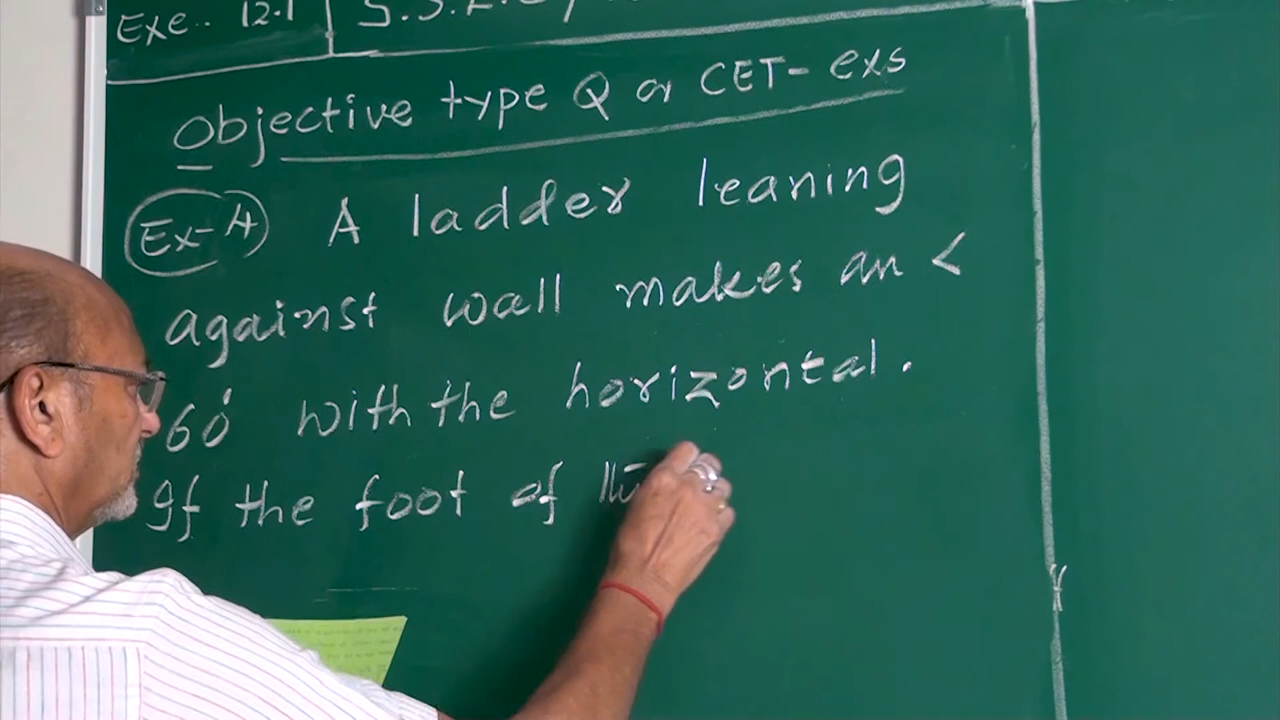 Exe.. 12.1
Objective type Q or CET- exs
Ex-4 A ladder leaning
against wall makes an <
60° with the horizontal.
If the foot of